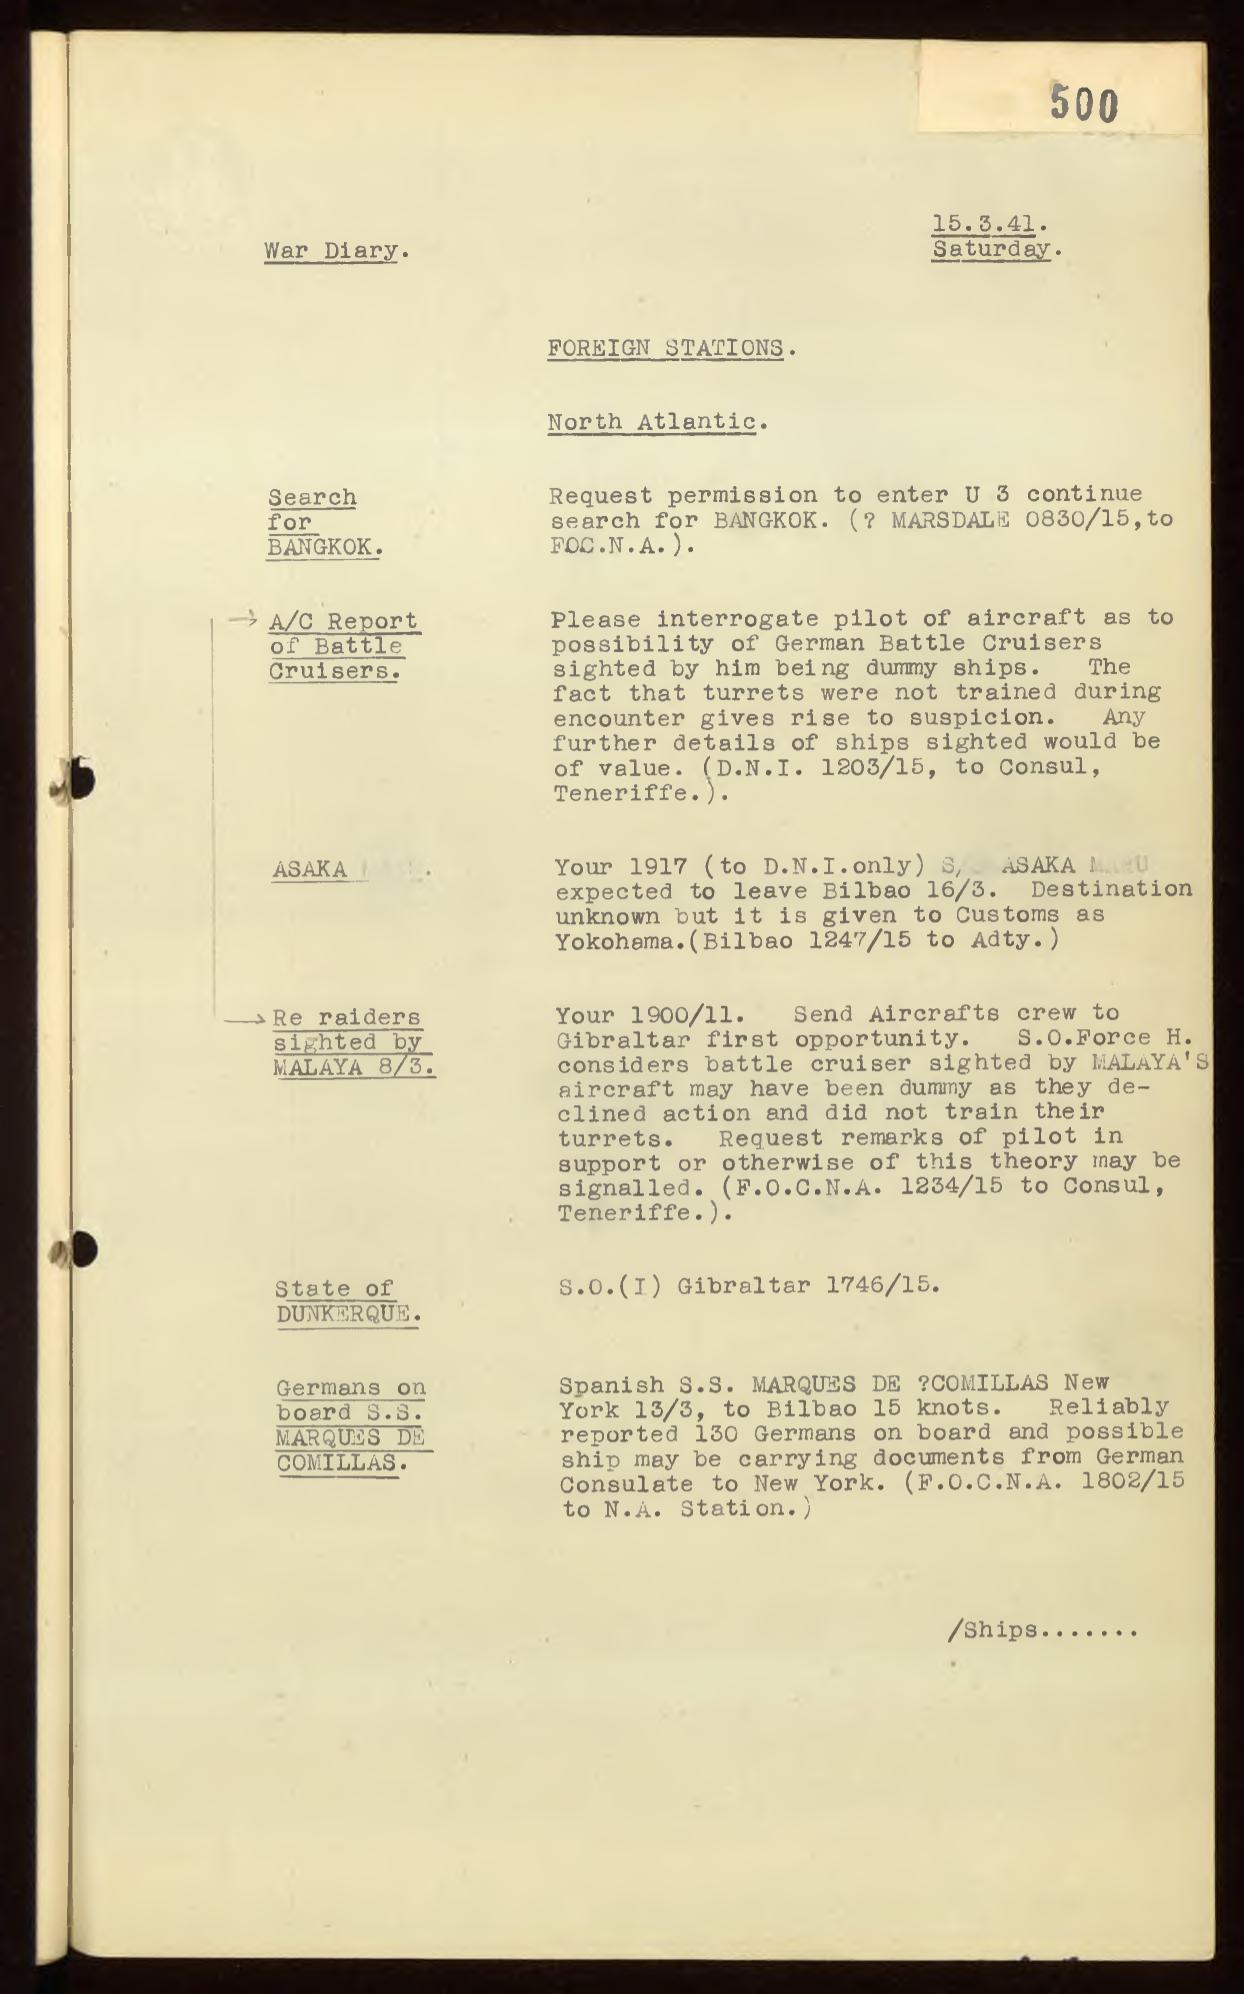 500
15.3.41.
Saturday.
War Diary.
FOREIGN STATIONS.
North Atlantic.
Search
for
BANGKOK.
Request permission to enter U 3 continue
search for BANGKOK. (? MARSDALE 0830/15,to
FOC.N.A.).
A/C Report
of Battle
Cruisers.
Please interrogate pilot of aircraft as to
possibility of German Battle Cruisers
sighted by him being dummy ships. The
fact that turrets were not trained during
encounter gives rise to suspicion. Any
further details of ships sighted would be
of value. (D.N.I. 1203/15, to Consul,
Teneriffe.).
ASAKA .
Your 1917 (to D.N.I.only) S/ ASAKA MARU
expected to leave Bilbao 16/3. Destination
unknown but it is given to Customs as
Yokohama.(Bilbao 1247/15 to Adty.)
Re raiders
sighted by
MALAYA 8/3.
Your 1900/11. Send Aircrafts crew to
Gibraltar first opportunity. S.O.Force H.
considers battle cruiser sighted by MALAYA'S
aircraft may have been dummy as they de-
clined action and did not train their
turrets. Request remarks of pilot in
support or otherwise of this theory may be
signalled. (F.O.C.N.A. 1234/15 to Consul,
Teneriffe.).
State of
DUNKERQUE.
S.O.(I) Gibraltar 1746/15.
Germans on
board S.S.
MARQUES DE
COMILLAS.
Spanish S.S. MARQUES DE ?COMILLAS New
York 13/3, to Bilbao 15 knots. Reliably
reported 130 Germans on board and possible
ship may be carrying documents from German
Consulate to New York. (F.O.C.N.A. 1802/15
to N.A. Station.)
/Ships.......